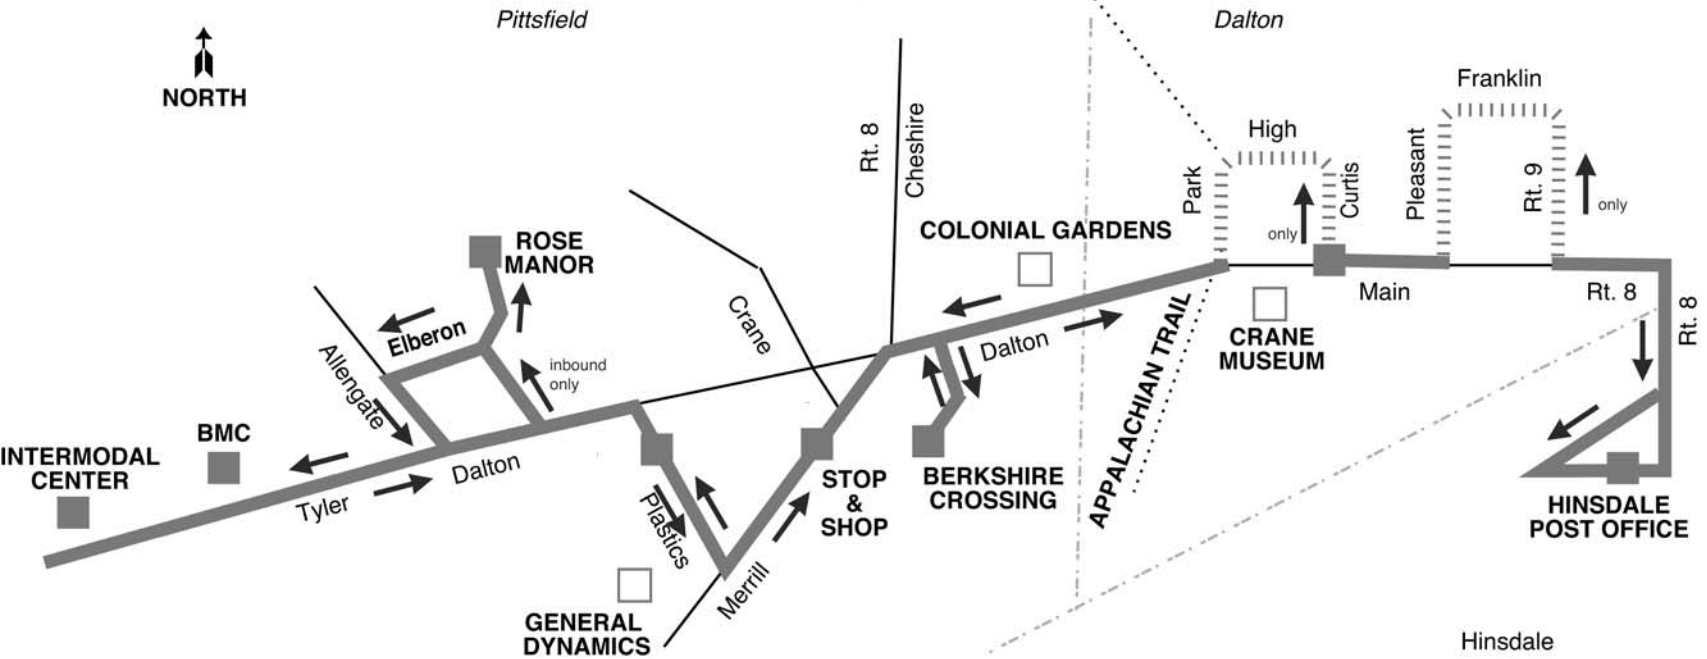 Pittsfield
Dalton
NORTH
Franklin
High
Rt. 8
Cheshire
Park
Curtis
Pleasant
Rt. 9
only
only
COLONIAL GARDENS
ROSE
MANOR
Elberon
Allengate
inbound
only
Crane
Dalton
APPALACHIAN TRAIL
CRANE
MUSEUM
Main
Rt. 8
Rt. 8
BMC
INTERMODAL
CENTER
Tyler
Dalton
Plastics
Merrill
STOP
&
SHOP
BERKSHIRE
CROSSING
HINSDALE
POST OFFICE
GENERAL
DYNAMICS
Hinsdale